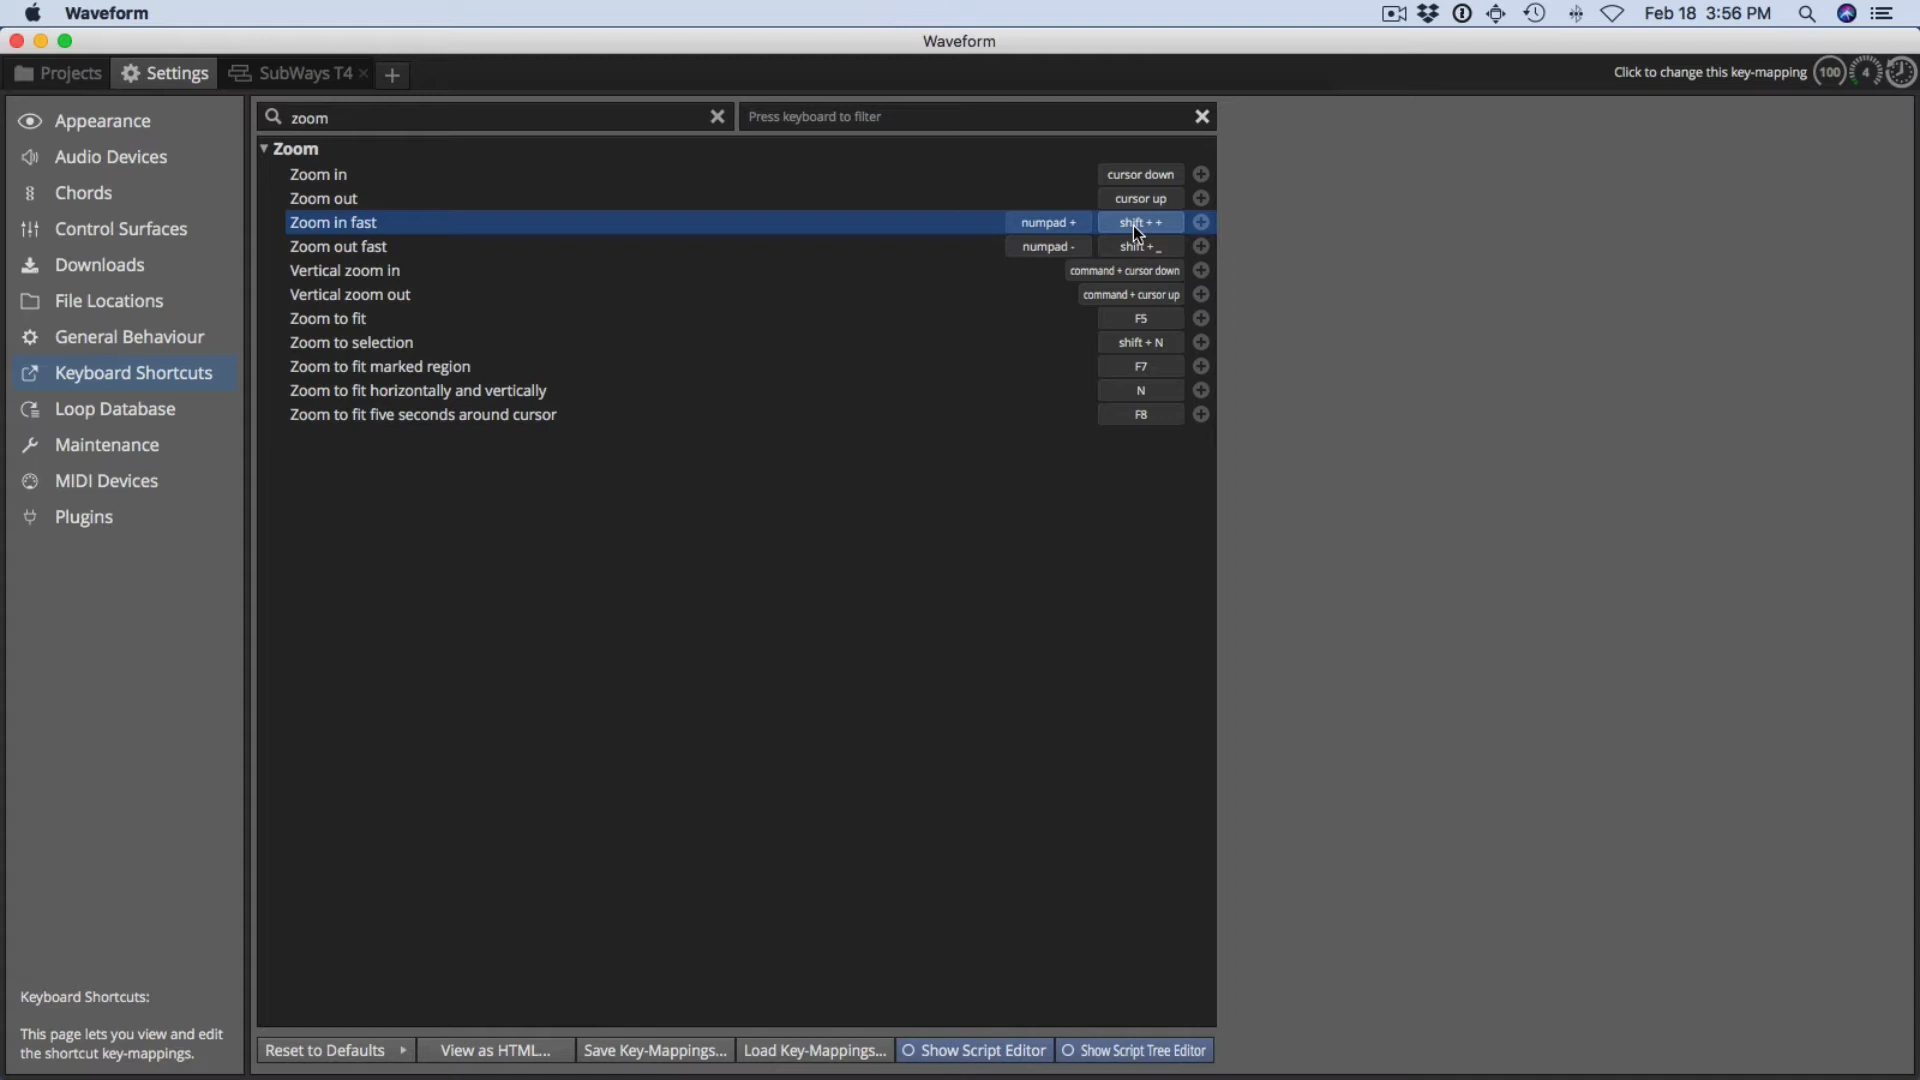 Waveform
Feb 18 3:56 PM
Waveform
Projects
Settings
SubWays T4
Click to change this key-mapping
100
4
Appearance
Audio Devices
Chords
Control Surfaces
Downloads
File Locations
General Behaviour
Keyboard Shortcuts
Loop Database
Maintenance
MIDI Devices
Plugins
Keyboard Shortcuts:
This page lets you view and edit
the shortcut key-mappings.
zoom
Press keyboard to filter
Zoom
Zoom in cursor down
Zoom out cursor up
Zoom in fast numpad + shift + +
Zoom out fast numpad - shift + _
Vertical zoom in command + cursor down
Vertical zoom out command + cursor up
Zoom to fit F5
Zoom to selection shift + N
Zoom to fit marked region F7
Zoom to fit horizontally and vertically N
Zoom to fit five seconds around cursor F8
Reset to Defaults
View as HTML...
Save Key-Mappings...
Load Key-Mappings...
Show Script Editor
Show Script Tree Editor